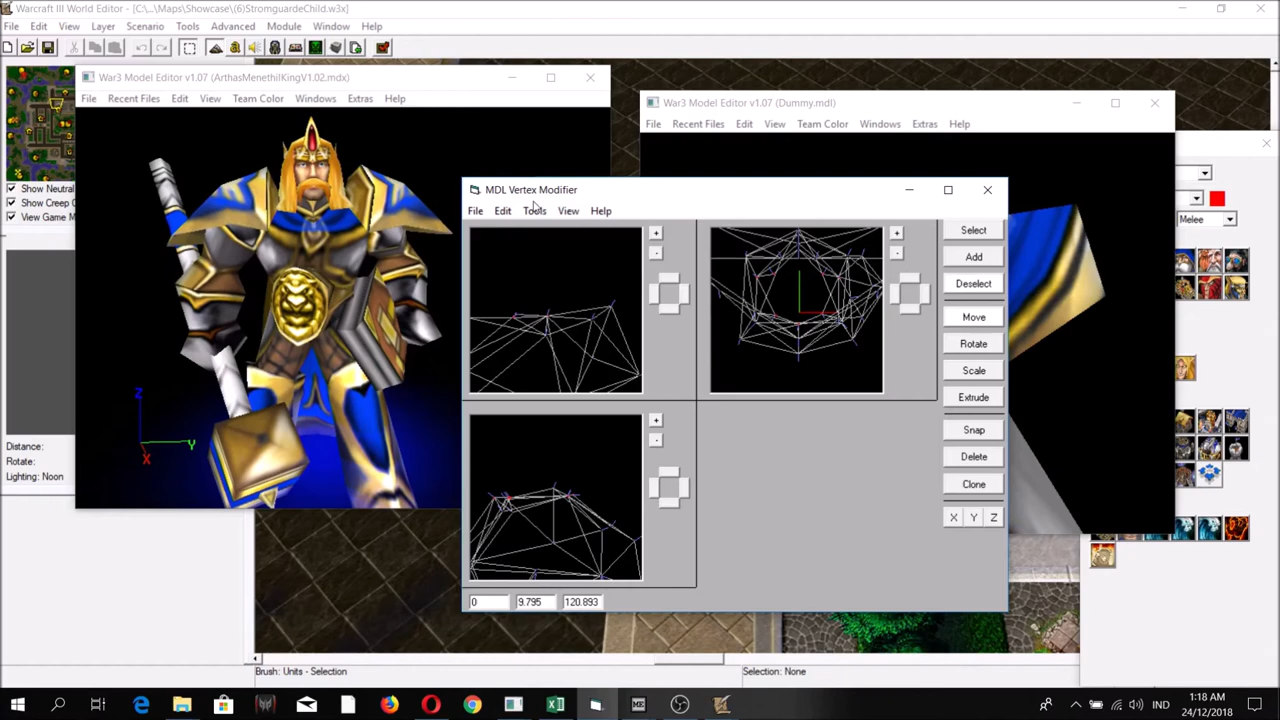 Warcraft III World Editor - [C:\...\Maps\Showcase\(6)StromguardeChild.w3x]
File Edit View Layer Scenario Tools Advanced Module Window Help
War3 Model Editor v1.07 (ArthasMenethilKingV1.02.mdx)
File Recent Files Edit View Team Color Windows Extras Help
War3 Model Editor v1.07 (Dummy.mdl)
File Recent Files Edit View Team Color Windows Extras Help
MDL Vertex Modifier
File Edit Tools View Help
Show Neutral
Show Creep C
View Game M
Melee
+
-
+
-
+
-
Select
Add
Deselect
Move
Rotate
Scale
Extrude
Snap
Delete
Clone
X Y Z
Z
Y
X
Distance:
Rotate:
Lighting: Noon
0 9.795 120.893
Brush: Units - Selection
Selection: None
ME
IND
1:18 AM
24/12/2018